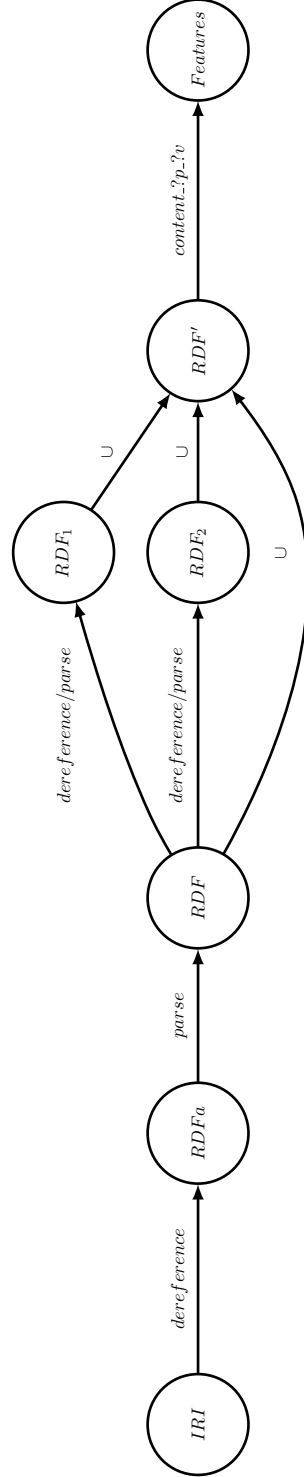 IRI
dereference
RDFa
parse
RDF
dereference/parse
RDF₁
∪
dereference/parse
RDF₂
∪
∪
RDF′
content_?p_?v
Features